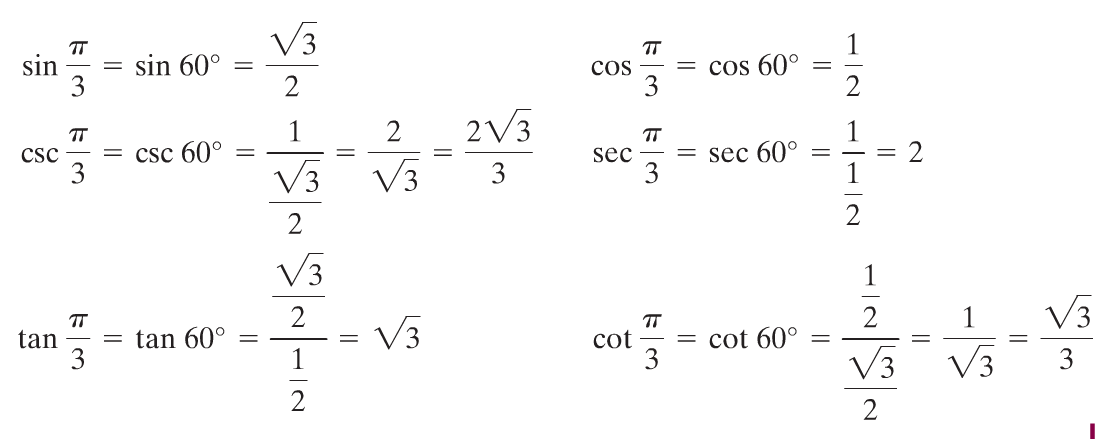 sin π/3 = sin 60° = √3/2
cos π/3 = cos 60° = 1/2
csc π/3 = csc 60° = 1/(√3/2) = 2/√3 = 2√3/3
sec π/3 = sec 60° = 1/(1/2) = 2
tan π/3 = tan 60° = (√3/2)/(1/2) = √3
cot π/3 = cot 60° = (1/2)/(√3/2) = 1/√3 = √3/3